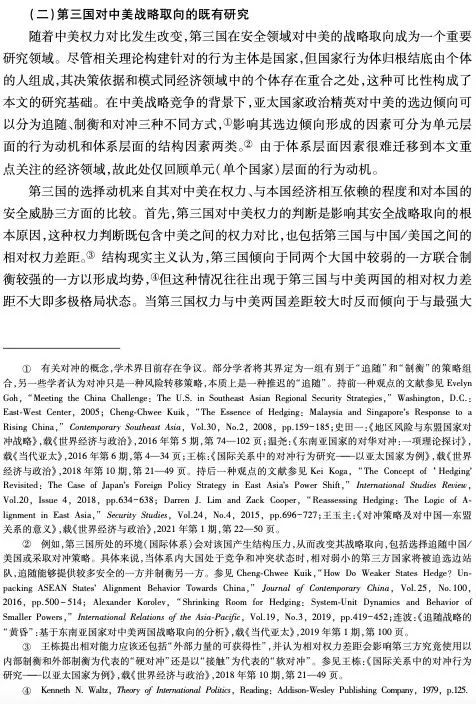 (二)第三国对中美战略取向的既有研究
随着中美权力对比发生改变,第三国在安全领域对中美的战略取向成为一个重要
研究领域。尽管相关理论构建针对的行为主体是国家,但国家行为体归根结底由个体
的人组成,其决策依据和模式同经济领域中的个体存在重合之处,这种可比性构成了
本文的研究基础。在中美战略竞争的背景下,亚太国家政治精英对中美的选边倾向可
以分为追随、制衡和对冲三种不同方式,①影响其选边倾向形成的因素可分为单元层
面的行为动机和体系层面的结构因素两类。② 由于体系层面因素很难迁移到本文重
点关注的经济领域,故此处仅回顾单元(单个国家)层面的行为动机。
第三国的选择动机来自其对中美在权力、与本国经济相互依赖的程度和对本国的
安全威胁三方面的比较。首先,第三国对中美权力的判断是影响其安全战略取向的根
本原因,这种权力判断既包含中美之间的权力对比,也包括第三国与中国/美国之间的
相对权力差距。③ 结构现实主义认为,第三国倾向于同两个大国中较弱的一方联合制
衡较强的一方以形成均势,④但这种情况往往出现于第三国与中美两国的相对权力差
距不大即多极格局状态。当第三国权力与中美两国差距较大时反而倾向于与最强大
① 有关对冲的概念,学术界目前存在争议。部分学者将其界定为一组有别于“追随”和“制衡”的策略组
合,另一些学者认为对冲只是一种风险转移策略,本质上是一种推迟的“追随”。持前一种观点的文献参见 Evelyn
Goh, “Meeting the China Challenge: The U.S. in Southeast Asian Regional Security Strategies,” Washington, D.C.:
East-West Center, 2005; Cheng-Chwee Kuik, “The Essence of Hedging: Malaysia and Singapore's Response to a
Rising China,” Contemporary Southeast Asia, Vol.30, No.2, 2008, pp.159-185;史田一:《地区风险与东盟国家对
冲战略》,载《世界经济与政治》,2016年第5期,第74—102页;温尧:《东南亚国家的对华对冲:一项理论探讨》,
载《当代亚太》,2016年第6期,第4—34页;王栋:《国际关系中的对冲行为研究——以亚太国家为例》,载《世界
经济与政治》,2018年第10期,第21—49页。持后一种观点的文献参见 Kei Koga, “The Concept of ‘Hedging’
Revisited: The Case of Japan's Foreign Policy Strategy in East Asia's Power Shift,” International Studies Review,
Vol.20, Issue 4, 2018, pp.634-638; Darren J. Lim and Zack Cooper, “Reassessing Hedging: The Logic of A-
lignment in East Asia,” Security Studies, Vol.24, No.4, 2015, pp.696-727;王玉主:《对冲策略及对中国—东盟
关系的意义》,载《世界经济与政治》,2021年第1期,第22—50页。
② 例如,第三国所处的环境(国际体系)会对该国产生结构压力,从而改变其战略取向,包括选择追随中国/
美国或采取对冲策略。具体来说,当体系内大国处于竞争和冲突状态时,相对弱小的第三方国家将被迫选边站
队,追随能够提供较多安全的一方并制衡另一方。参见 Cheng-Chwee Kuik, “How Do Weaker States Hedge? Un-
packing ASEAN States' Alignment Behavior Towards China,” Journal of Contemporary China, Vol.25, No.100,
2016, pp.500-514; Alexander Korolev, “Shrinking Room for Hedging: System-Unit Dynamics and Behavior of
Smaller Powers,” International Relations of the Asia-Pacific, Vol.19, No.3, 2019, pp.419-452;连波:《追随战略的
“黄昏”:基于东南亚国家对中美两国战略取向的分析》,载《当代亚太》,2019年第1期,第100页。
③ 王栋提出相对能力应该还包括“外部力量的可获得性”,并认为相对权力差距会影响第三方究竟使用以
内部制衡和外部制衡为代表的“硬对冲”还是以“接触”为代表的“软对冲”。参见王栋:《国际关系中的对冲行为
研究——以亚太国家为例》,载《世界经济与政治》,2018年第10期,第21—49页。
④ Kenneth N. Waltz, Theory of International Politics, Reading: Addison-Wesley Publishing Company, 1979, p.125.